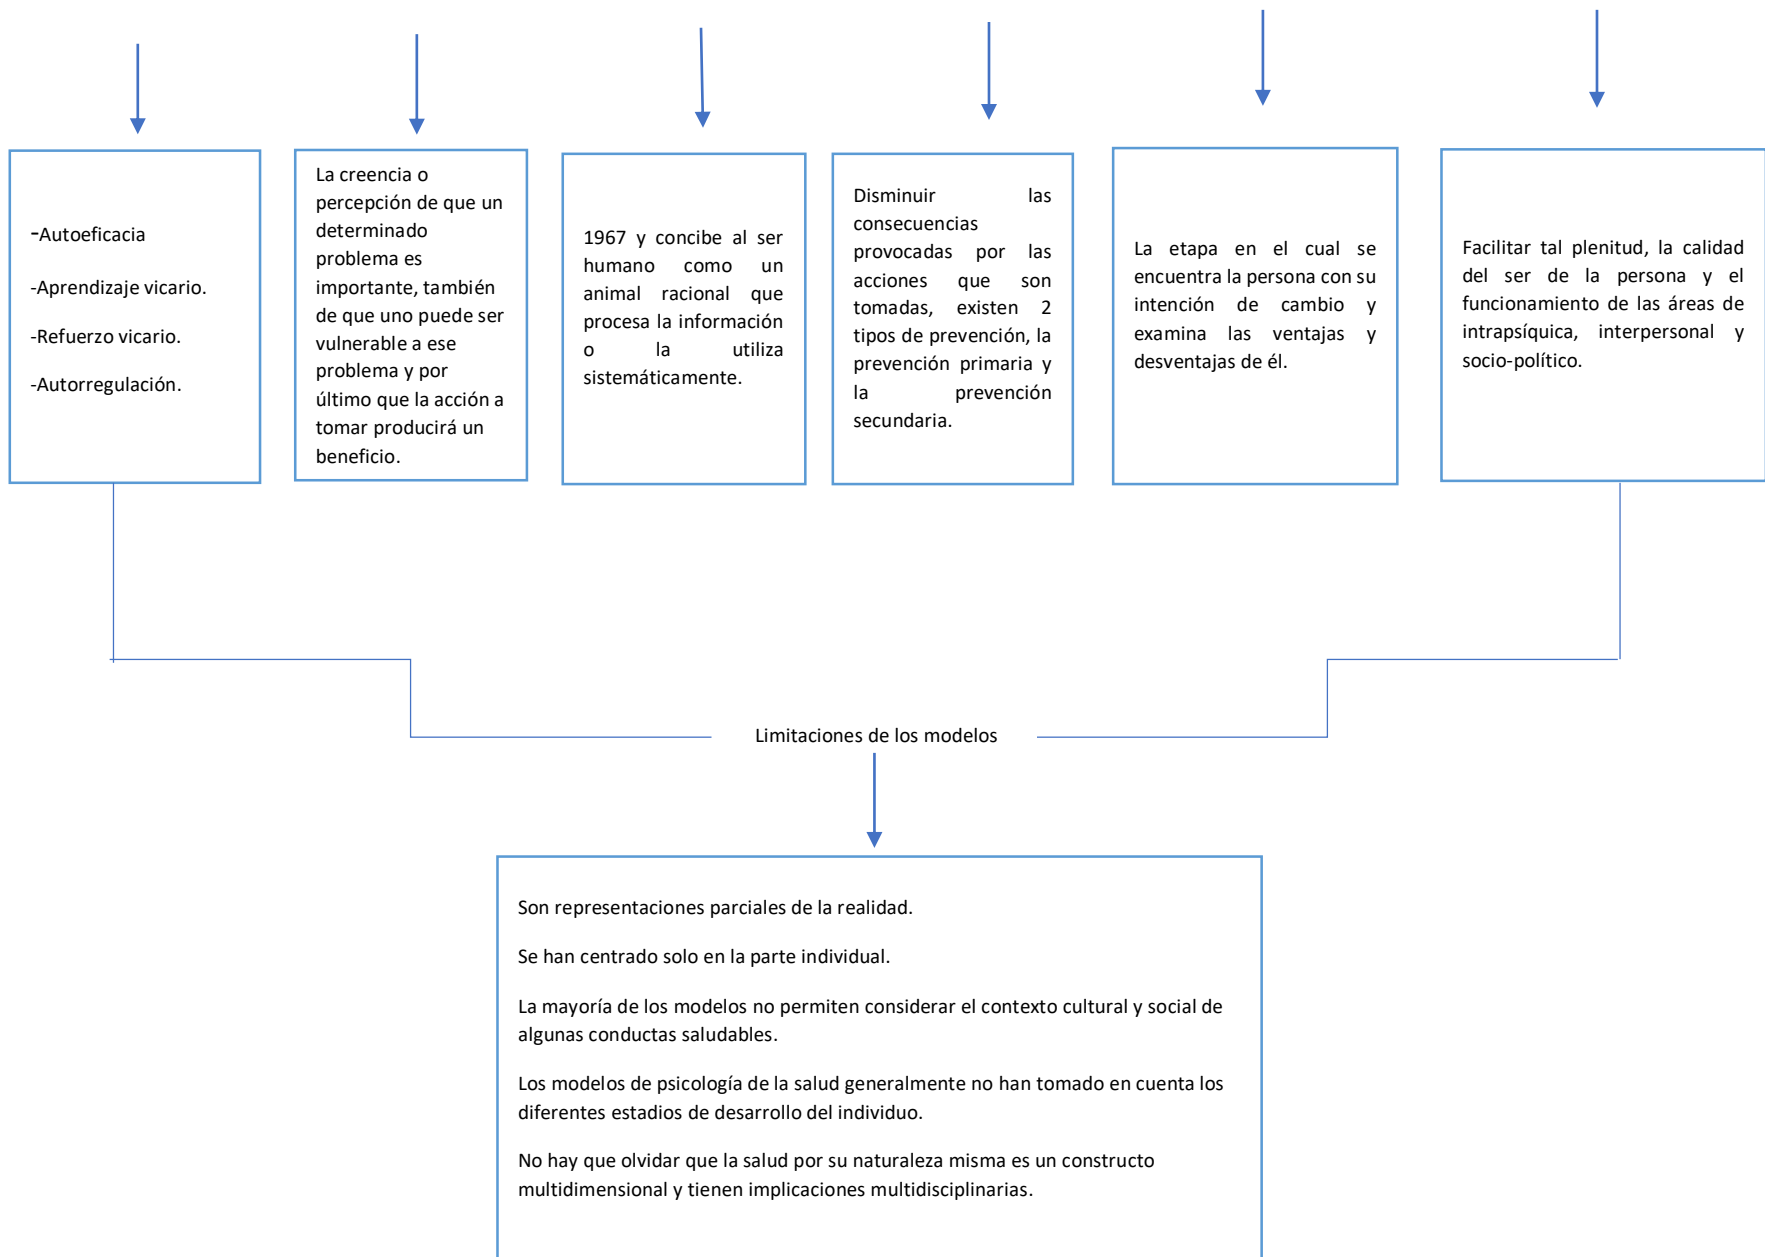 -Autoeficacia
-Aprendizaje vicario.
-Refuerzo vicario.
-Autorregulación.
La creencia o
percepción de que un
determinado
problema es
importante, también
de que uno puede ser
vulnerable a ese
problema y por
último que la acción a
tomar producirá un
beneficio.
1967 y concibe al ser
humano como un
animal racional que
procesa la información
o la utiliza
sistemáticamente.
Disminuir las
consecuencias
provocadas por las
acciones que son
tomadas, existen 2
tipos de prevención, la
prevención primaria y
la prevención
secundaria.
La etapa en el cual se
encuentra la persona con su
intención de cambio y
examina las ventajas y
desventajas de él.
Facilitar tal plenitud, la calidad
del ser de la persona y el
funcionamiento de las áreas de
intrapsíquica, interpersonal y
socio-político.
Limitaciones de los modelos
Son representaciones parciales de la realidad.
Se han centrado solo en la parte individual.
La mayoría de los modelos no permiten considerar el contexto cultural y social de
algunas conductas saludables.
Los modelos de psicología de la salud generalmente no han tomado en cuenta los
diferentes estadios de desarrollo del individuo.
No hay que olvidar que la salud por su naturaleza misma es un constructo
multidimensional y tienen implicaciones multidisciplinarias.